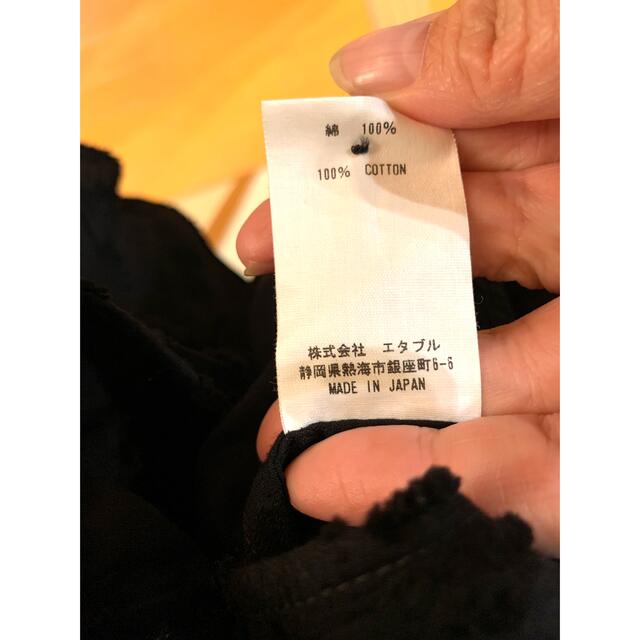 綿 100%
100% COTTON
株式会社 エタブル
静岡県熱海市銀座町6-6
MADE IN JAPAN